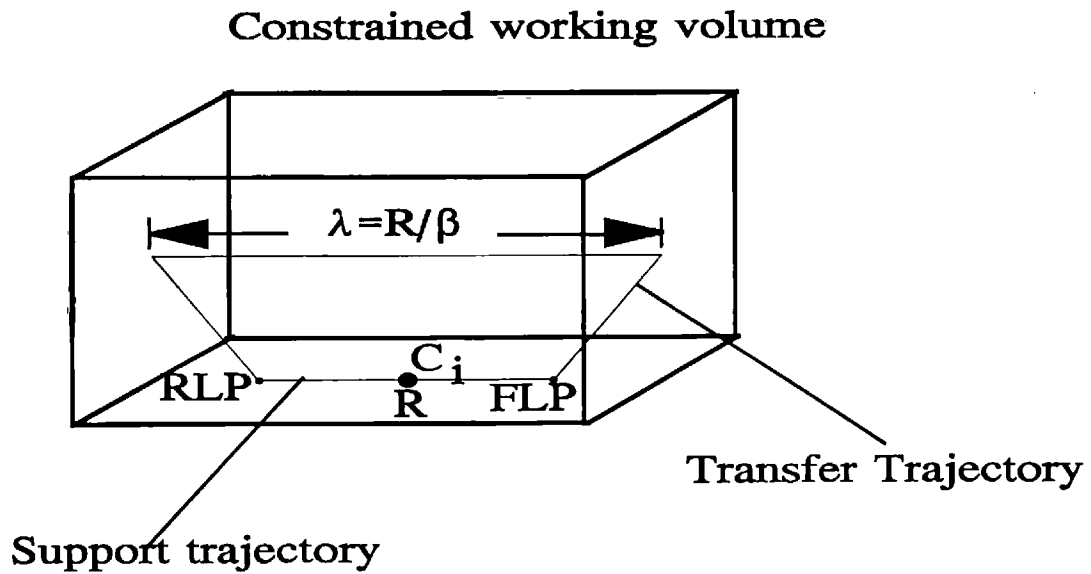 Constrained working volume
λ=R/β
C i
RLP
R
FLP
Transfer Trajectory
Support trajectory